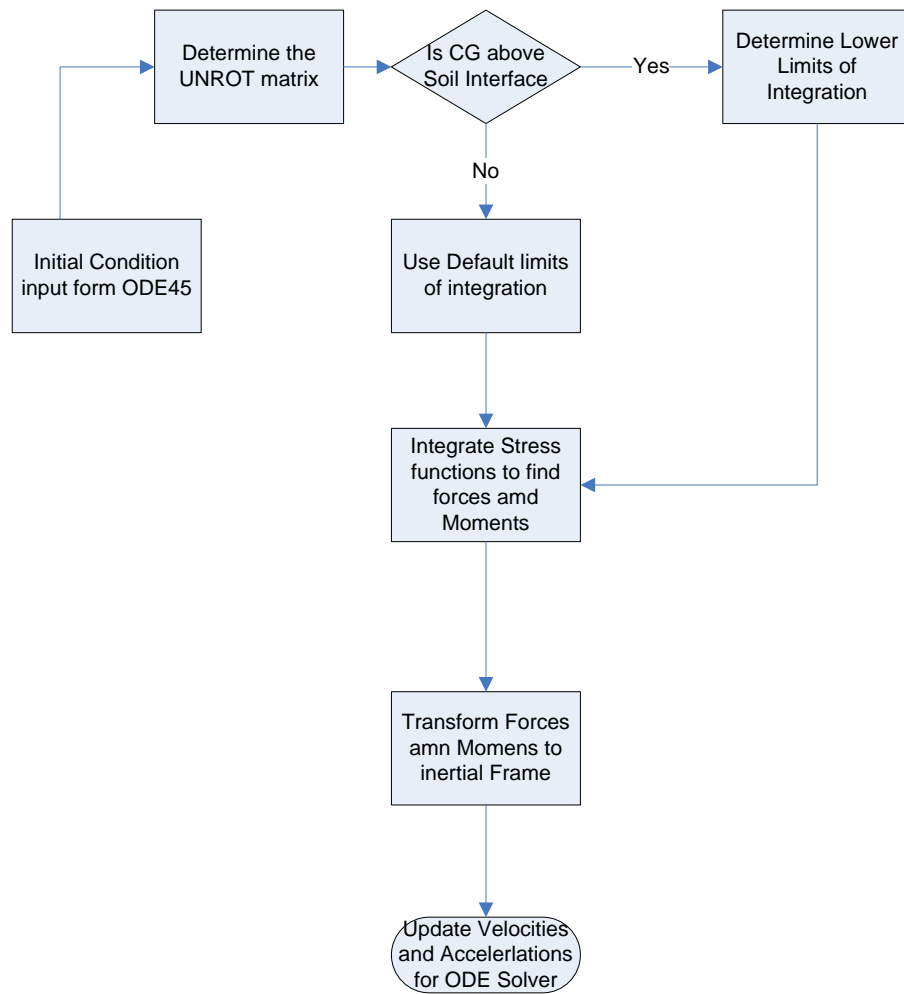 Determine the
UNROT matrix
Is CG above
Soil Interface
Yes
Determine Lower
Limits of
Integration
No
Initial Condition
input form ODE45
Use Default limits
of integration
Integrate Stress
functions to find
forces amd
Moments
Transform Forces
amn Momens to
inertial Frame
Update Velocities
and Accelerlations
for ODE Solver